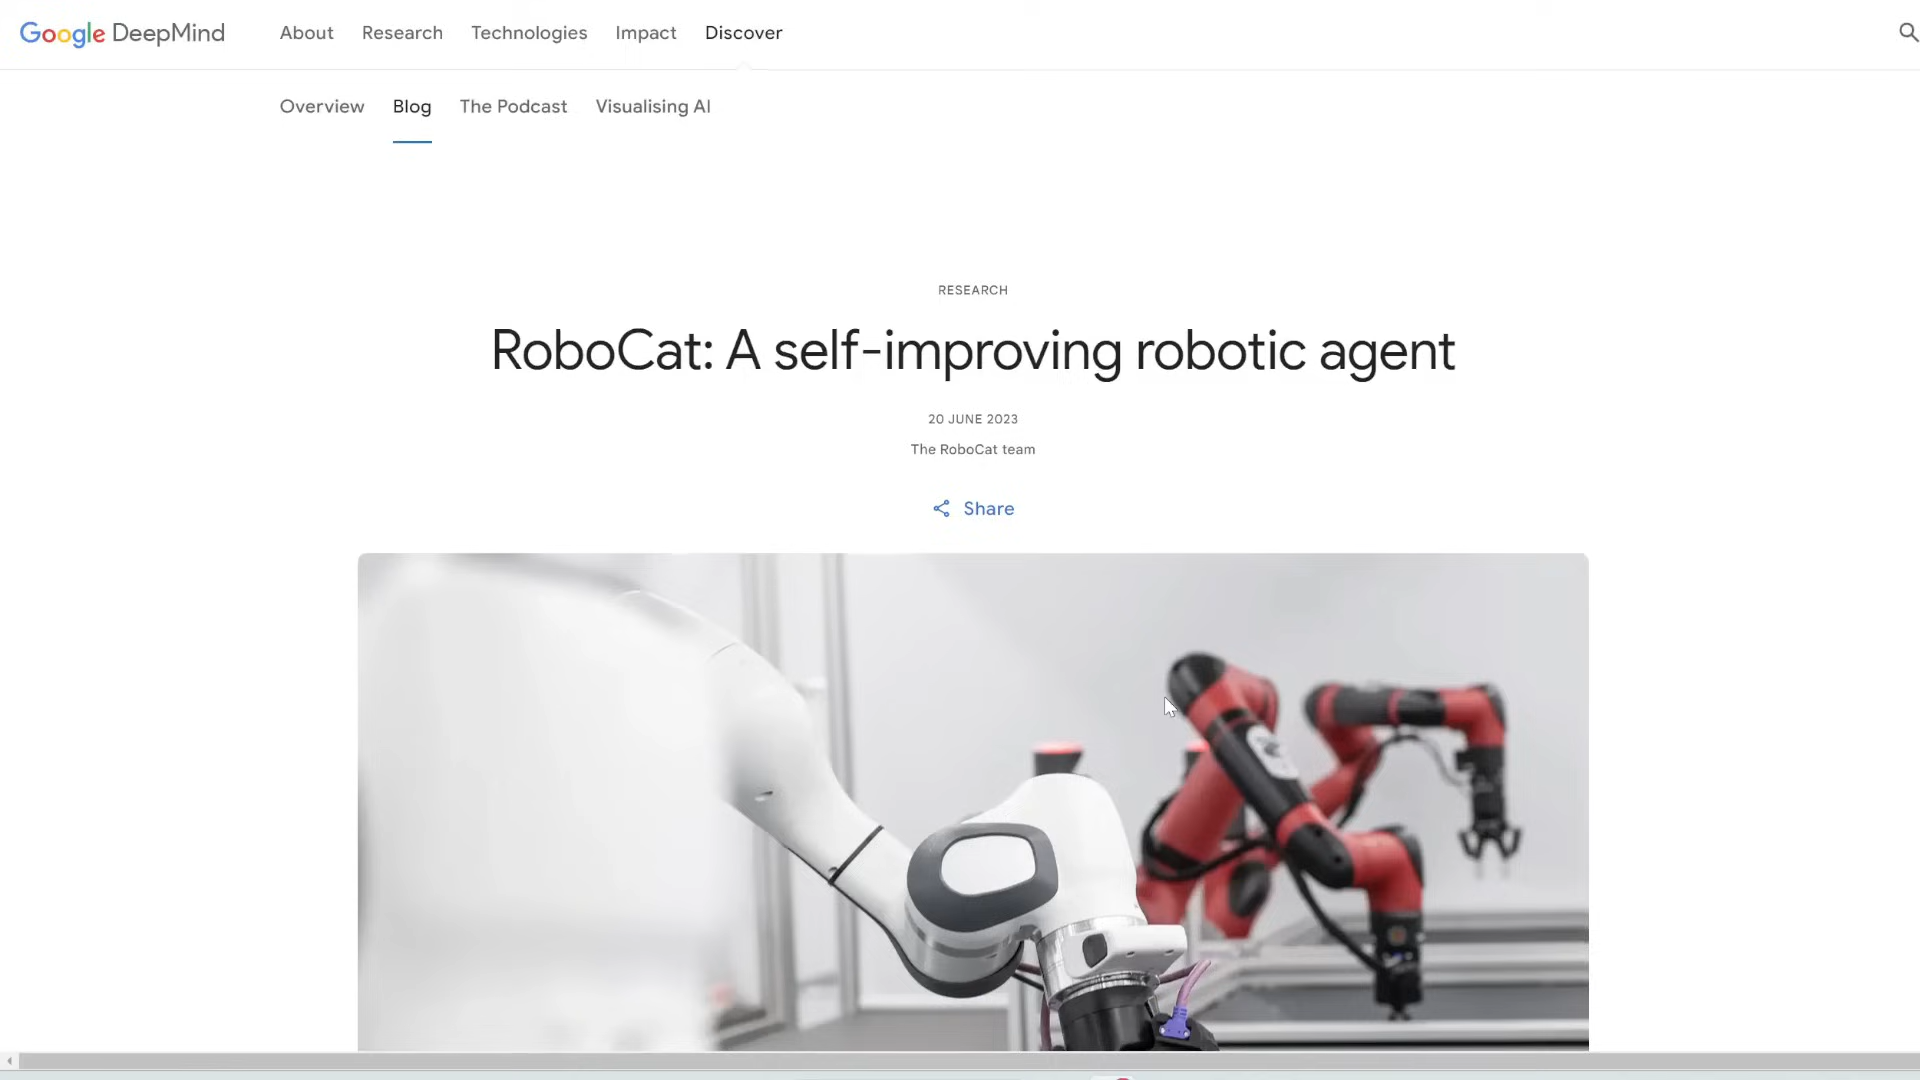 Google DeepMind
About
Research
Technologies
Impact
Discover
Overview
Blog
The Podcast
Visualising AI
RESEARCH
RoboCat: A self-improving robotic agent
20 JUNE 2023
The RoboCat team
Share